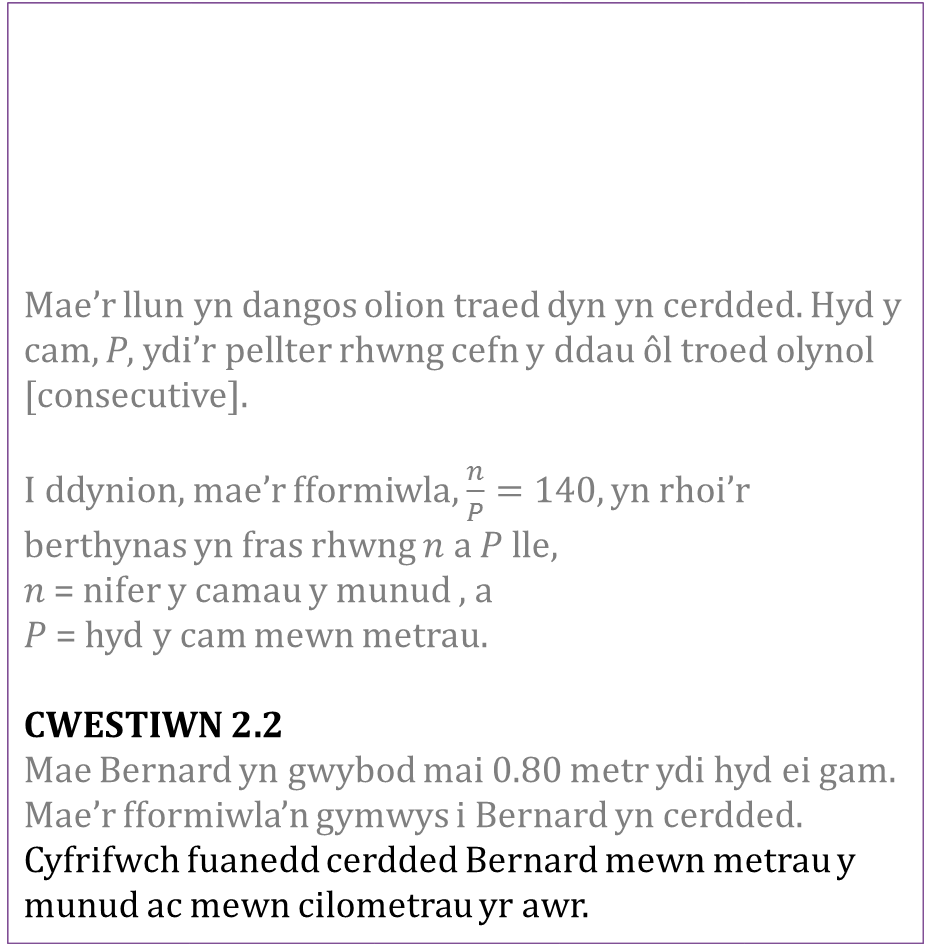 Mae’r llun yn dangos olion traed dyn yn cerdded. Hyd y
cam, P, ydi’r pellter rhwng cefn y ddau ôl troed olynol
[consecutive].
I ddynion, mae’r fformiwla, n/P = 140, yn rhoi’r
berthynas yn fras rhwng n a P lle,
n = nifer y camau y munud , a
P = hyd y cam mewn metrau.
CWESTIWN 2.2
Mae Bernard yn gwybod mai 0.80 metr ydi hyd ei gam.
Mae’r fformiwla’n gymwys i Bernard yn cerdded.
Cyfrifwch fuanedd cerdded Bernard mewn metrau y
munud ac mewn cilometrau yr awr.